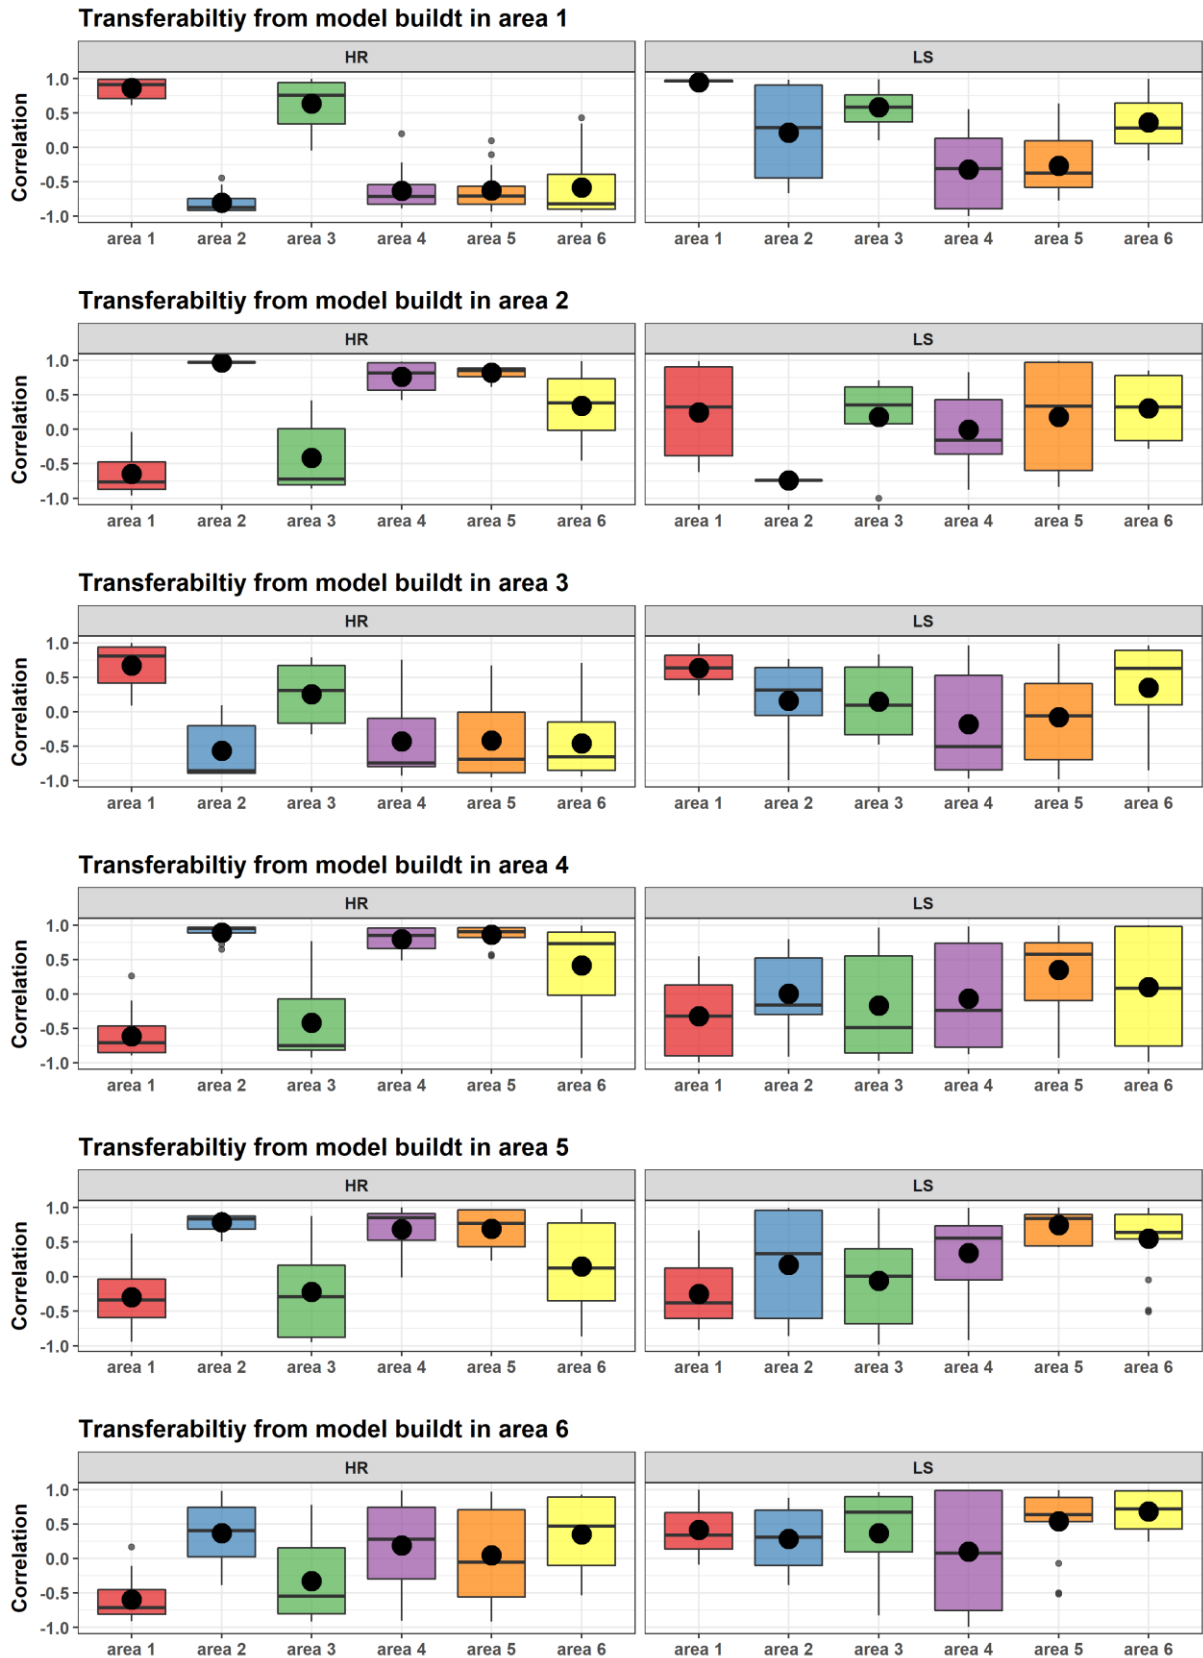 Transferabiltiy from model buildt in area 1
HR LS
Correlation
1.0
0.5
0.0
-0.5
-1.0
area 1 area 2 area 3 area 4 area 5 area 6 area 1 area 2 area 3 area 4 area 5 area 6
Transferabiltiy from model buildt in area 2
HR LS
Correlation
1.0
0.5
0.0
-0.5
-1.0
area 1 area 2 area 3 area 4 area 5 area 6 area 1 area 2 area 3 area 4 area 5 area 6
Transferabiltiy from model buildt in area 3
HR LS
Correlation
1.0
0.5
0.0
-0.5
-1.0
area 1 area 2 area 3 area 4 area 5 area 6 area 1 area 2 area 3 area 4 area 5 area 6
Transferabiltiy from model buildt in area 4
HR LS
Correlation
1.0
0.5
0.0
-0.5
-1.0
area 1 area 2 area 3 area 4 area 5 area 6 area 1 area 2 area 3 area 4 area 5 area 6
Transferabiltiy from model buildt in area 5
HR LS
Correlation
1.0
0.5
0.0
-0.5
-1.0
area 1 area 2 area 3 area 4 area 5 area 6 area 1 area 2 area 3 area 4 area 5 area 6
Transferabiltiy from model buildt in area 6
HR LS
Correlation
1.0
0.5
0.0
-0.5
-1.0
area 1 area 2 area 3 area 4 area 5 area 6 area 1 area 2 area 3 area 4 area 5 area 6